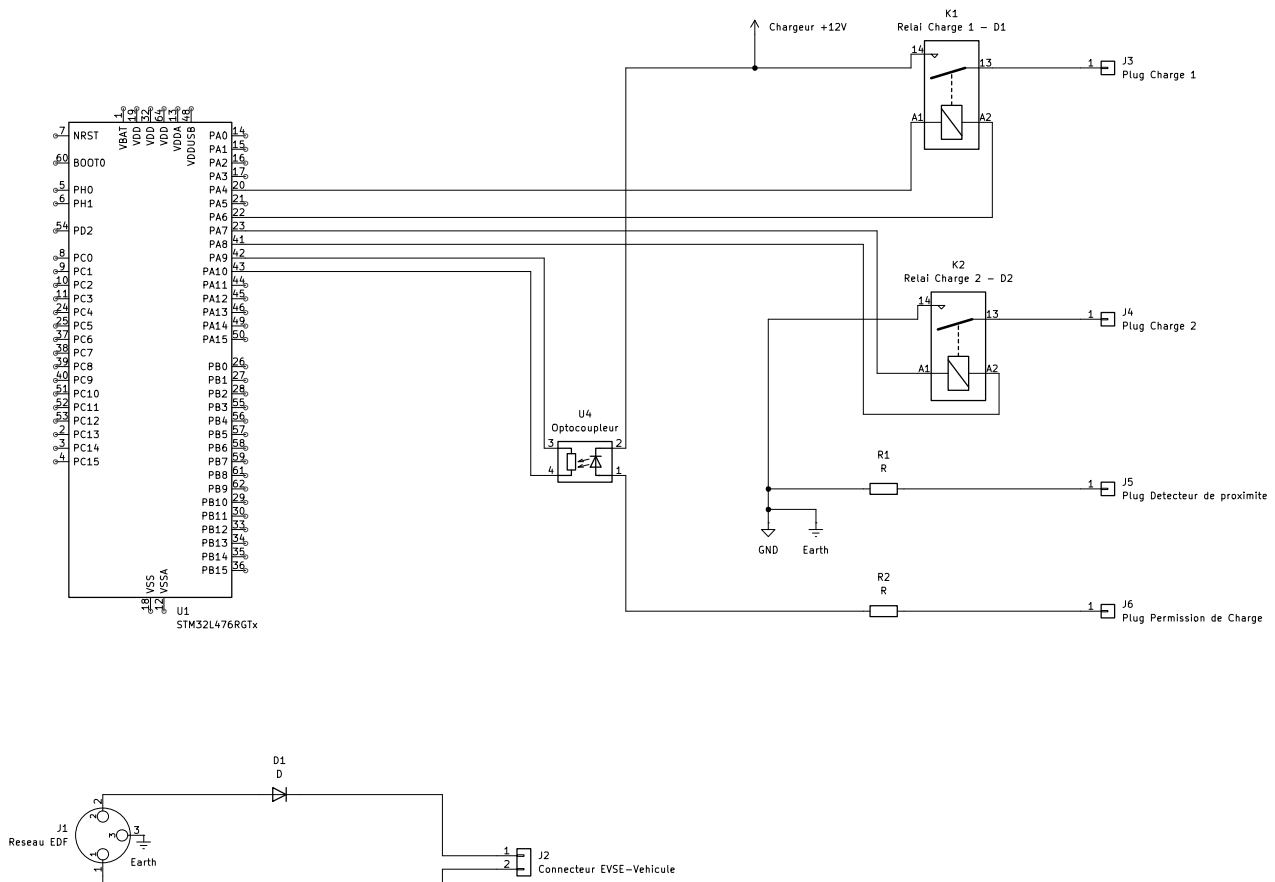 K1
Relai Charge 1 – D1
Chargeur +12V
14
13
A1
A2
1
J3
Plug Charge 1
1
VBAT
19
VDD
32
VDD
64
VDD
13
VDDA
48
VDDUSB
7 NRST
60 BOOT0
5 PH0
6 PH1
54 PD2
8 PC0
9 PC1
10 PC2
11 PC3
24 PC4
25 PC5
37 PC6
38 PC7
39 PC8
40 PC9
51 PC10
52 PC11
53 PC12
2 PC13
3 PC14
4 PC15
PA0 14
PA1 15
PA2 16
PA3 17
PA4 20
PA5 21
PA6 22
PA7 23
PA8 41
PA9 42
PA10 43
PA11 44
PA12 45
PA13 46
PA14 49
PA15 50
PB0 26
PB1 27
PB2 28
PB3 55
PB4 56
PB5 57
PB6 58
PB7 59
PB8 61
PB9 62
PB10 29
PB11 30
PB12 33
PB13 34
PB14 35
PB15 36
VSS
18
VSSA
12
U1
STM32L476RGTx
K2
Relai Charge 2 – D2
14
13
A1
A2
1
J4
Plug Charge 2
U4
Optocoupleur
3
4
2
1
R1
R
1
J5
Plug Detecteur de proximite
GND
Earth
R2
R
1
J6
Plug Permission de Charge
D1
D
J1
Reseau EDF
2
2
3
3
1
1
Earth
1
2
J2
Connecteur EVSE–Vehicule